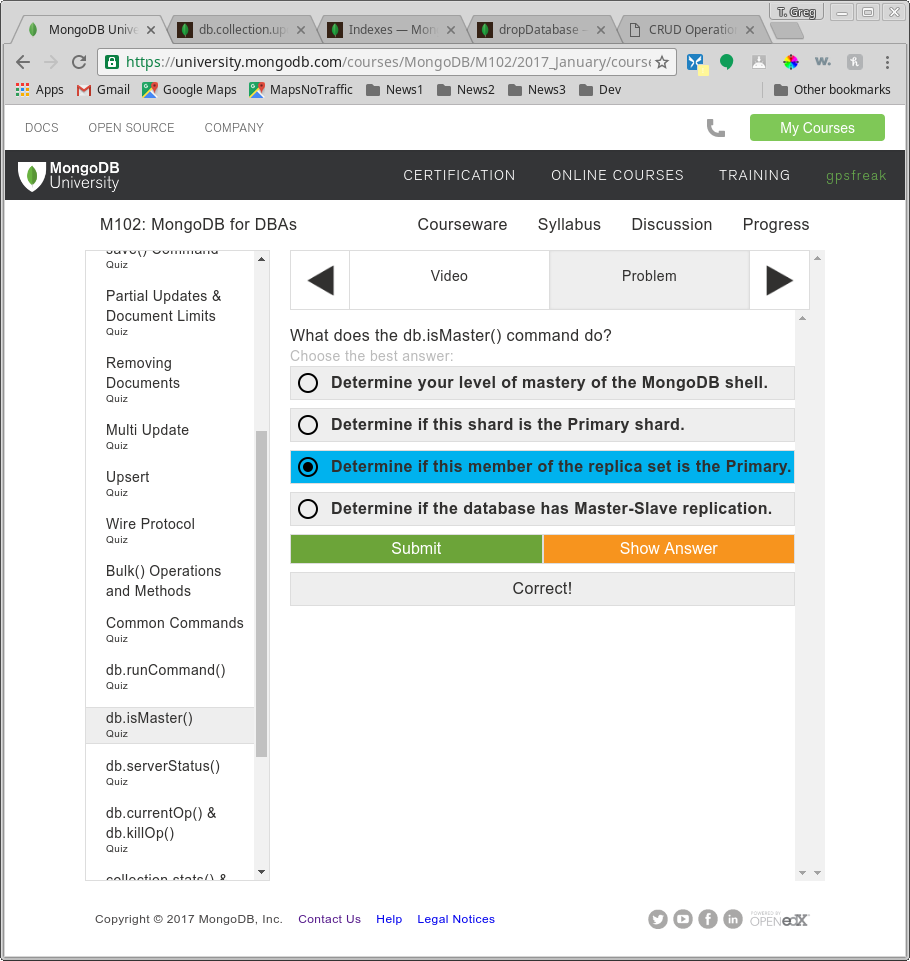 T. Greg
MongoDB Unive
db.collection.up
Indexes — Mon
dropDatabase –
CRUD Operatio
https://university.mongodb.com/courses/MongoDB/M102/2017_January/course
Apps
Gmail
Google Maps
MapsNoTraffic
News1
News2
News3
Dev
Other bookmarks
DOCS
OPEN SOURCE
COMPANY
My Courses
MongoDB
University
CERTIFICATION
ONLINE COURSES
TRAINING
gpsfreak
M102: MongoDB for DBAs
Courseware
Syllabus
Discussion
Progress
save() Command
Quiz
Partial Updates &
Document Limits
Quiz
Removing
Documents
Quiz
Multi Update
Quiz
Upsert
Quiz
Wire Protocol
Quiz
Bulk() Operations
and Methods
Common Commands
Quiz
db.runCommand()
Quiz
db.isMaster()
Quiz
db.serverStatus()
Quiz
db.currentOp() &
db.killOp()
Quiz
collection.stats() &
Video
Problem
What does the db.isMaster() command do?
Choose the best answer:
Determine your level of mastery of the MongoDB shell.
Determine if this shard is the Primary shard.
Determine if this member of the replica set is the Primary.
Determine if the database has Master-Slave replication.
Submit
Show Answer
Correct!
Copyright © 2017 MongoDB, Inc.
Contact Us
Help
Legal Notices
POWERED BY
OPEN edX